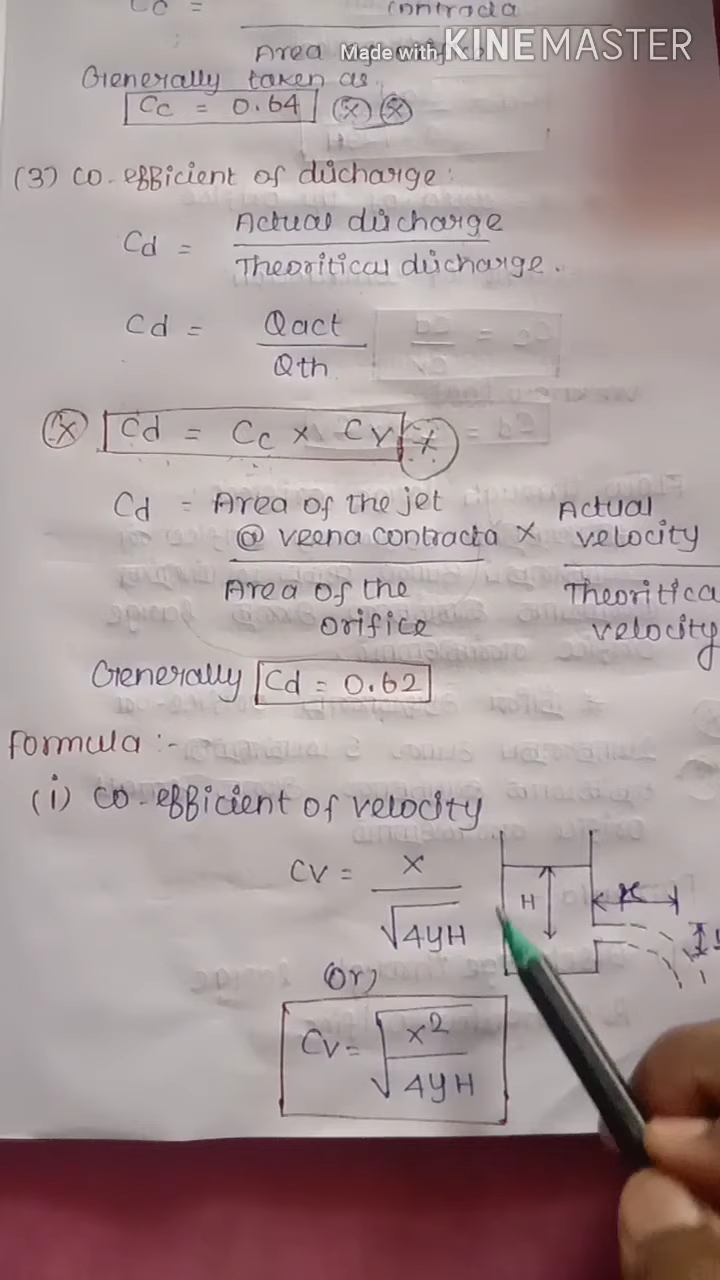 Cc =
contracta
Area
Made with KINEMASTER
Generally taken as
Cc = 0.64
(3) co-efficient of discharge:
Cd = Actual discharge
Theoritical discharge.
Cd = Qact
Qth
Cd = Cc x Cv
Cd = Area of the jet
@ veena contracta x Actual velocity
Area of the orifice
Theoritica
velocity
Generally Cd = 0.62
Formula :-
(i) co-efficient of velocity
Cv = x
√4yH
H
x
y
(or)
Cv = √x²
4yH